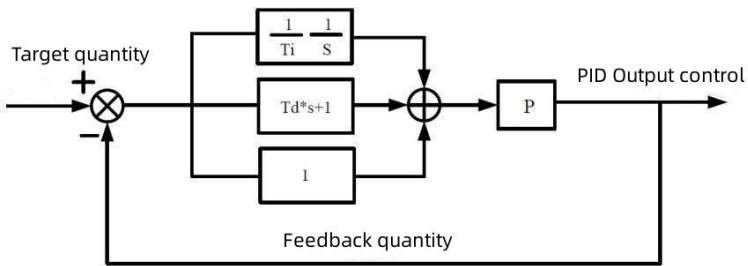 Target quantity
+
−
1 1
Ti S
Td*s+1
1
P
PID Output control
Feedback quantity